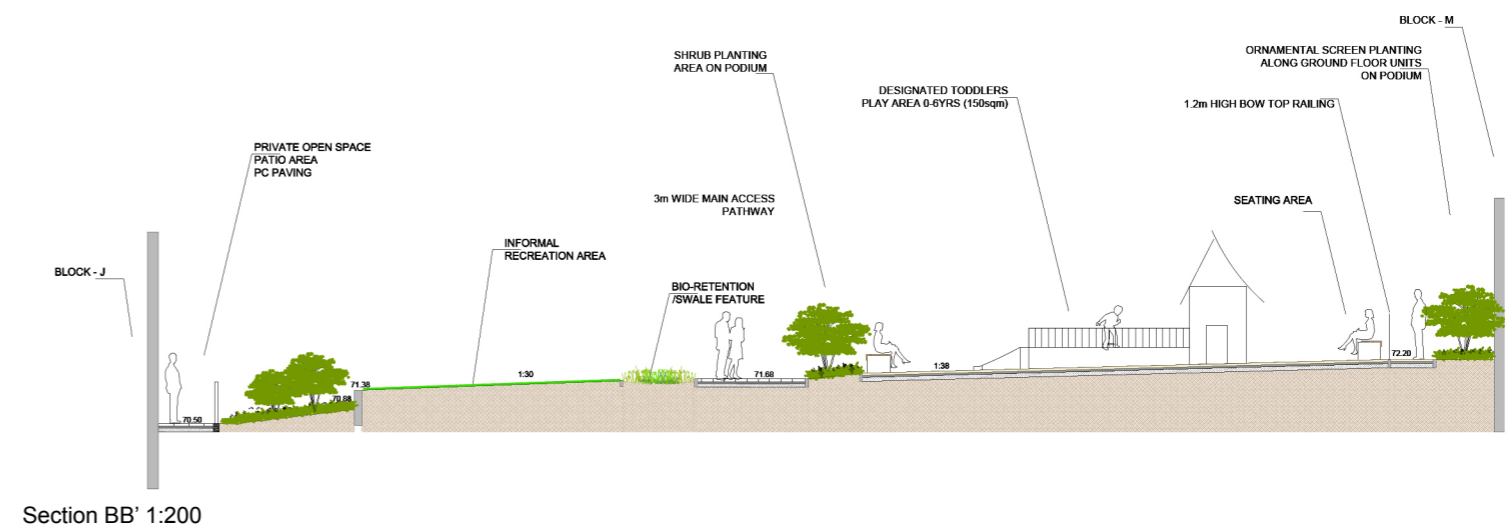 BLOCK - M
SHRUB PLANTING
AREA ON PODIUM
ORNAMENTAL SCREEN PLANTING
ALONG GROUND FLOOR UNITS
ON PODIUM
DESIGNATED TODDLERS
PLAY AREA 0-6YRS (150sqm)
1.2m HIGH BOW TOP RAILING
PRIVATE OPEN SPACE
PATIO AREA
PC PAVING
3m WIDE MAIN ACCESS
PATHWAY
SEATING AREA
INFORMAL
RECREATION AREA
BLOCK - J
BIO-RETENTION
/SWALE FEATURE
72.20
1:38
1:30
71.68
71.38
70.88
70.50
Section BB' 1:200